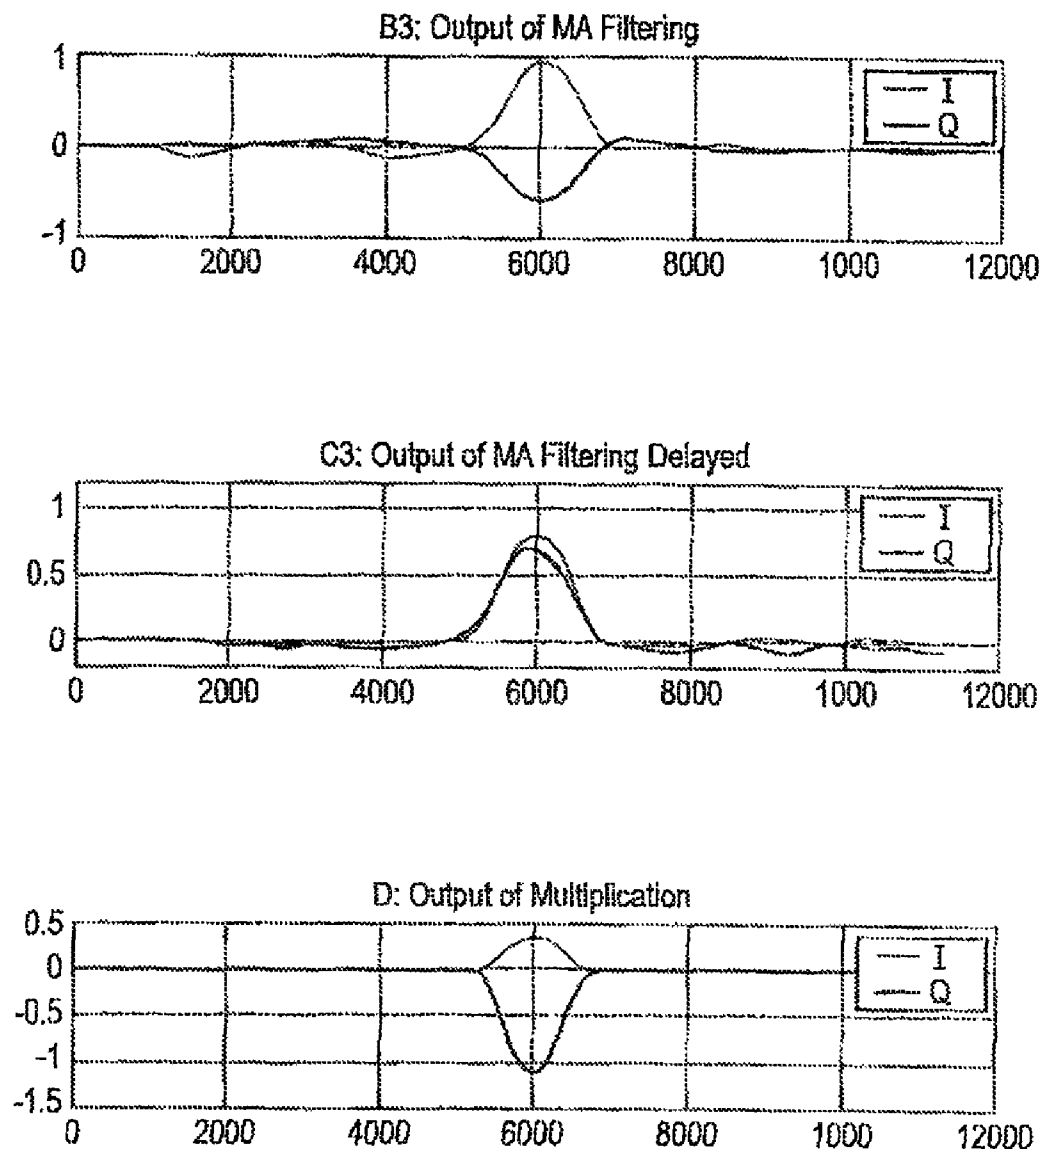 B3: Output of MA Filtering
1
0
-1
I
Q
0 2000 4000 6000 8000 1000 12000
C3: Output of MA Filtering Delayed
1
0.5
0
I
Q
0 2000 4000 6000 8000 1000 12000
D: Output of Multiplication
0.5
0
-0.5
-1
-1.5
I
Q
0 2000 4000 6000 8000 1000 12000